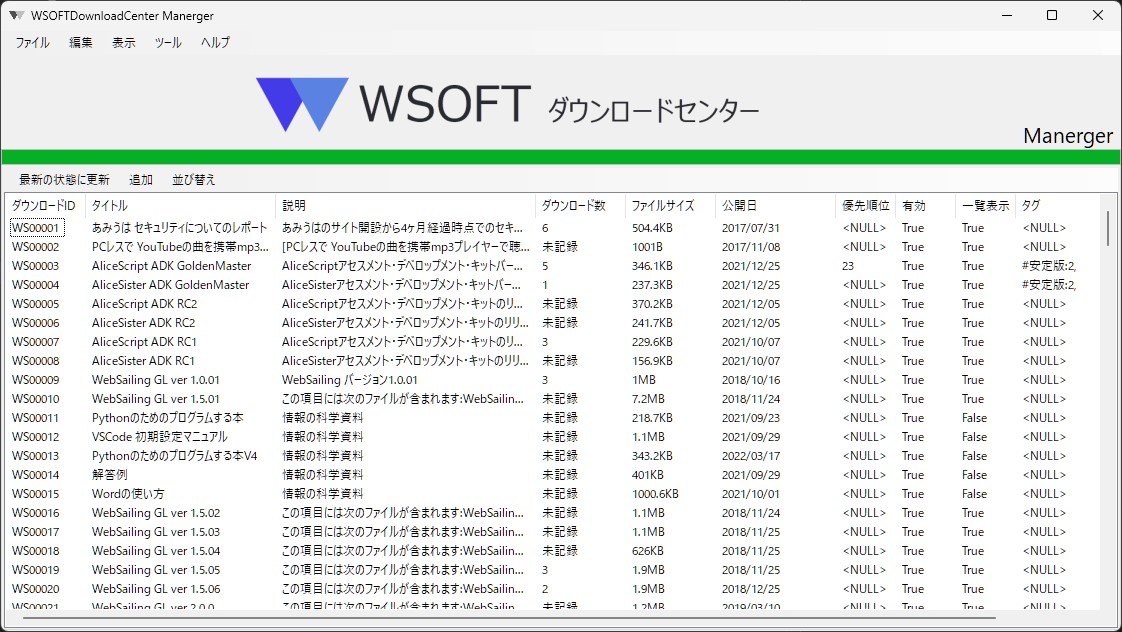 WSOFTDownloadCenter Manerger
ファイル 編集 表示 ツール ヘルプ
WSOFT ダウンロードセンター
Manerger
最新の状態に更新 追加 並び替え
ダウンロードID タイトル 説明 ダウンロード数 ファイルサイズ 公開日 優先順位 有効 一覧表示 タグ
WS00001 あみうは セキュリティについてのレポート あみうはのサイト開設から4ヶ月経過時点でのセキ... 6 504.4KB 2017/07/31 <NULL> True True <NULL>
WS00002 PCレスで YouTubeの曲を携帯mp3... [PCレスで YouTubeの曲を携帯mp3プレイヤーで聴... 未記録 1001B 2017/11/08 <NULL> True True <NULL>
WS00003 AliceScript ADK GoldenMaster AliceScriptアセスメント・デベロップメント・キットバー... 5 346.1KB 2021/12/25 23 True True #安定版:2,
WS00004 AliceSister ADK GoldenMaster AliceSisterアセスメント・デベロップメント・キットバー... 1 237.3KB 2021/12/25 <NULL> True True #安定版:2,
WS00005 AliceScript ADK RC2 AliceScriptアセスメント・デベロップメント・キットのリ... 未記録 370.2KB 2021/12/05 <NULL> True True <NULL>
WS00006 AliceSister ADK RC2 AliceSisterアセスメント・デベロップメント・キットのリリ... 未記録 241.7KB 2021/12/05 <NULL> True True <NULL>
WS00007 AliceScript ADK RC1 AliceScriptアセスメント・デベロップメント・キットのリ... 3 229.6KB 2021/10/07 <NULL> True True <NULL>
WS00008 AliceSister ADK RC1 AliceSisterアセスメント・デベロップメント・キットのリリ... 未記録 156.9KB 2021/10/07 <NULL> True True <NULL>
WS00009 WebSailing GL ver 1.0.01 WebSailing バージョン1.0.01 3 1MB 2018/10/16 <NULL> True True <NULL>
WS00010 WebSailing GL ver 1.5.01 この項目には次のファイルが含まれます:WebSailin... 未記録 7.2MB 2018/11/24 <NULL> True True <NULL>
WS00011 Pythonのためのプログラムする本 情報の科学資料 未記録 218.7KB 2021/09/23 <NULL> True False <NULL>
WS00012 VSCode 初期設定マニュアル 情報の科学資料 未記録 1.1MB 2021/09/29 <NULL> True False <NULL>
WS00013 Pythonのためのプログラムする本V4 情報の科学資料 未記録 343.2KB 2022/03/17 <NULL> True False <NULL>
WS00014 解答例 情報の科学資料 未記録 401KB 2021/09/29 <NULL> True False <NULL>
WS00015 Wordの使い方 情報の科学資料 未記録 1000.6KB 2021/10/01 <NULL> True False <NULL>
WS00016 WebSailing GL ver 1.5.02 この項目には次のファイルが含まれます:WebSailin... 未記録 1.1MB 2018/11/24 <NULL> True True <NULL>
WS00017 WebSailing GL ver 1.5.03 この項目には次のファイルが含まれます:WebSailin... 未記録 1.1MB 2018/11/25 <NULL> True True <NULL>
WS00018 WebSailing GL ver 1.5.04 この項目には次のファイルが含まれます:WebSailin... 未記録 626KB 2018/11/25 <NULL> True True <NULL>
WS00019 WebSailing GL ver 1.5.05 この項目には次のファイルが含まれます:WebSailin... 3 1.9MB 2018/11/25 <NULL> True True <NULL>
WS00020 WebSailing GL ver 1.5.06 この項目には次のファイルが含まれます:WebSailin... 2 1.9MB 2018/12/25 <NULL> True True <NULL>
WS00021 WebSailing GL ver 2.0.0 この項目には次のファイルが含まれます:WebSailin... 未記録 1.2MB 2019/03/10 <NULL> True True <NULL>